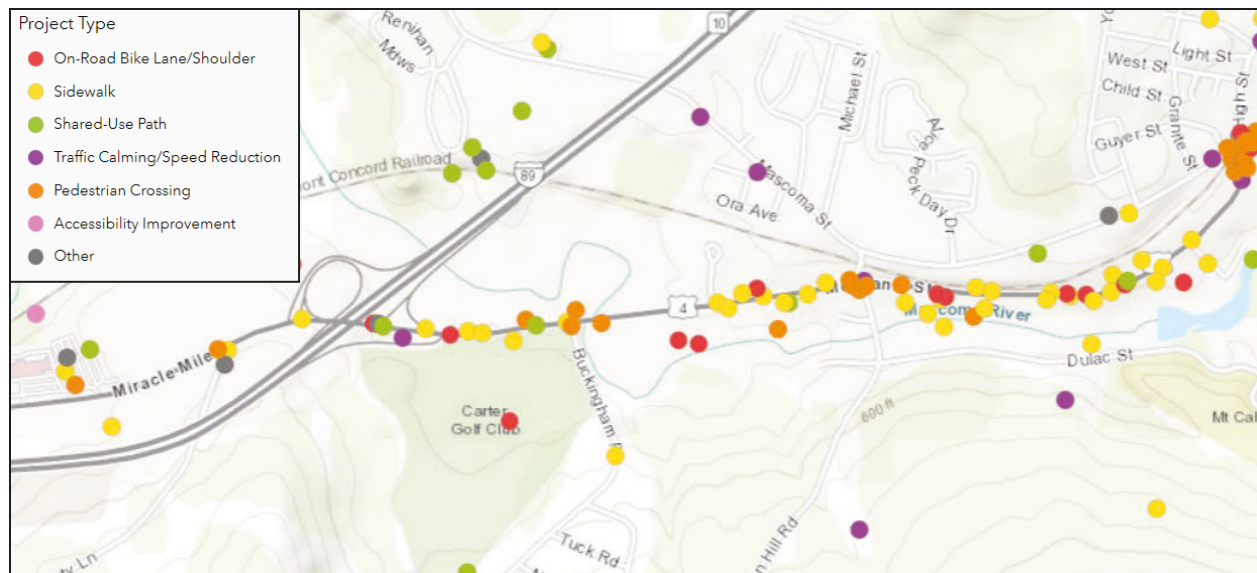 Project Type
On-Road Bike Lane/Shoulder
Sidewalk
Shared-Use Path
Traffic Calming/Speed Reduction
Pedestrian Crossing
Accessibility Improvement
Other
Renihan
Mdws
10
Light St
West St
Child St
High St
Granite St
Guyer St
Michael St
Alice Peck Day Dr
ont Concord Railroad
89
Mascoma St
Ora Ave
4
River
Miracle Mile
Buckingham
Dulac St
Carter
Golf Club
600 ft
Mt Cal
Tuck Rd
n Hill Rd
ty Ln